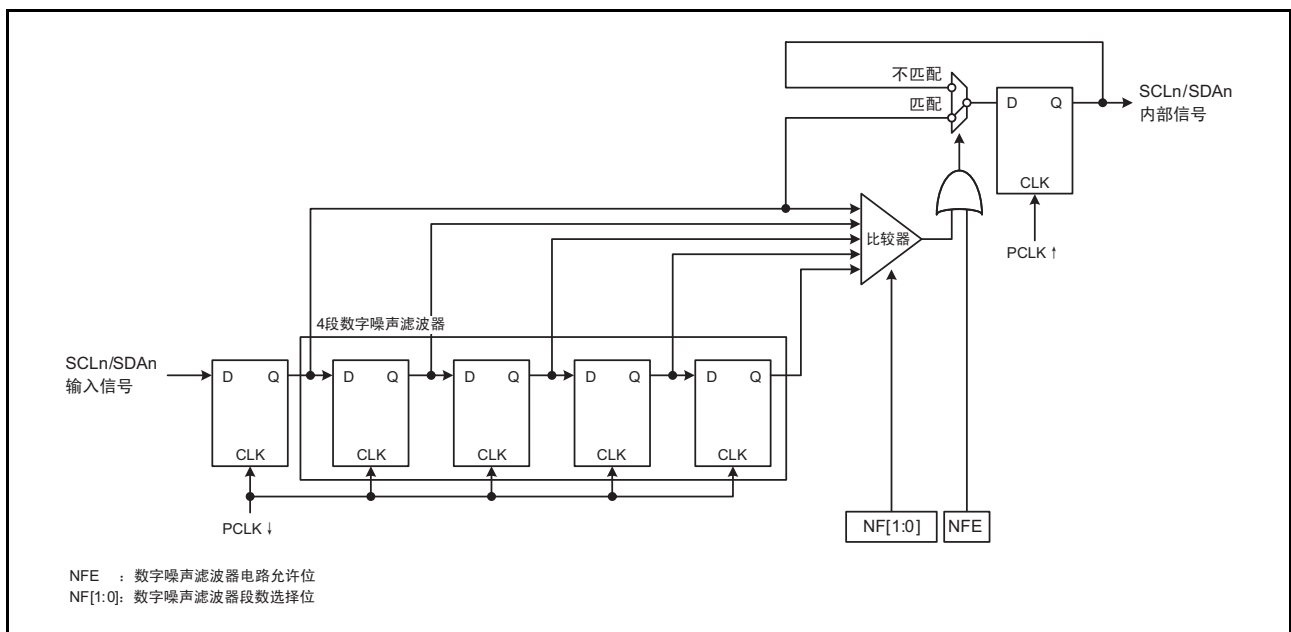 不匹配
匹配
D Q
CLK
PCLK↑
SCLn/SDAn
内部信号
比较器
4段数字噪声滤波器
SCLn/SDAn
输入信号
D Q
CLK
D Q
CLK
D Q
CLK
D Q
CLK
D Q
CLK
PCLK↓
NF[1:0]
NFE
NFE ：数字噪声滤波器电路允许位
NF[1:0]：数字噪声滤波器段数选择位